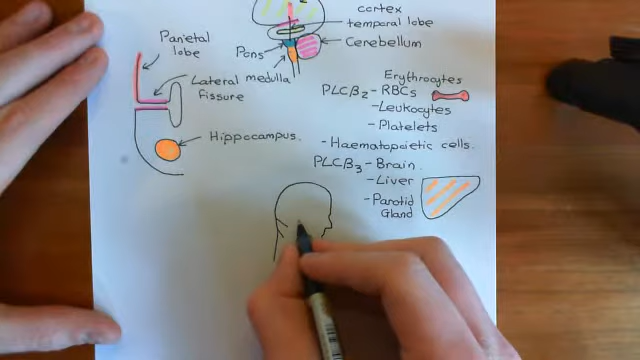 cortex
temporal lobe
Cerebellum
Pons
Parietal
lobe
Lateral medulla
fissure
Hippocampus.
Erythrocytes
PLCβ2 - RBCs
- Leukocytes
- Platelets
- Haematopoietic cells.
PLCβ3 - Brain.
- Liver
- Parotid
Gland